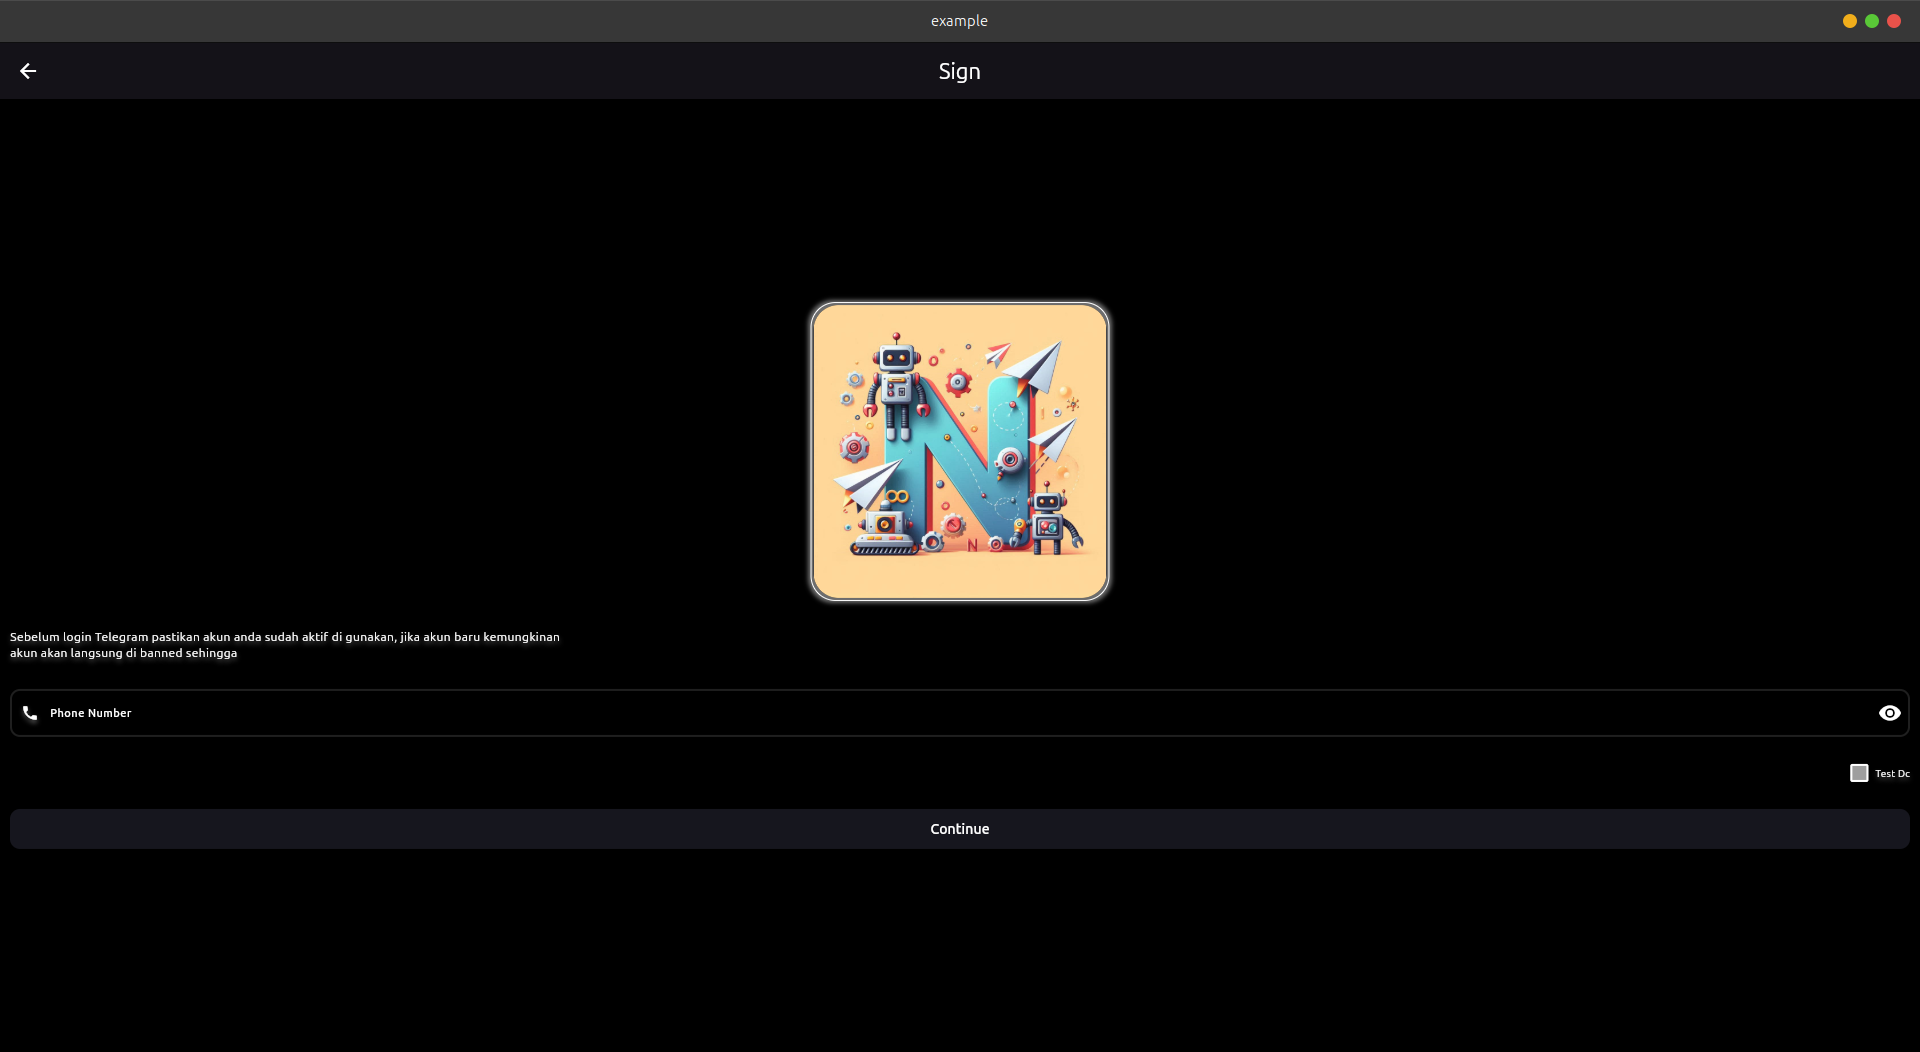 example
Sign
N
Sebelum login Telegram pastikan akun anda sudah aktif di gunakan, jika akun baru kemungkinan
akun akan langsung di banned sehingga
Phone Number
Test Dc
Continue